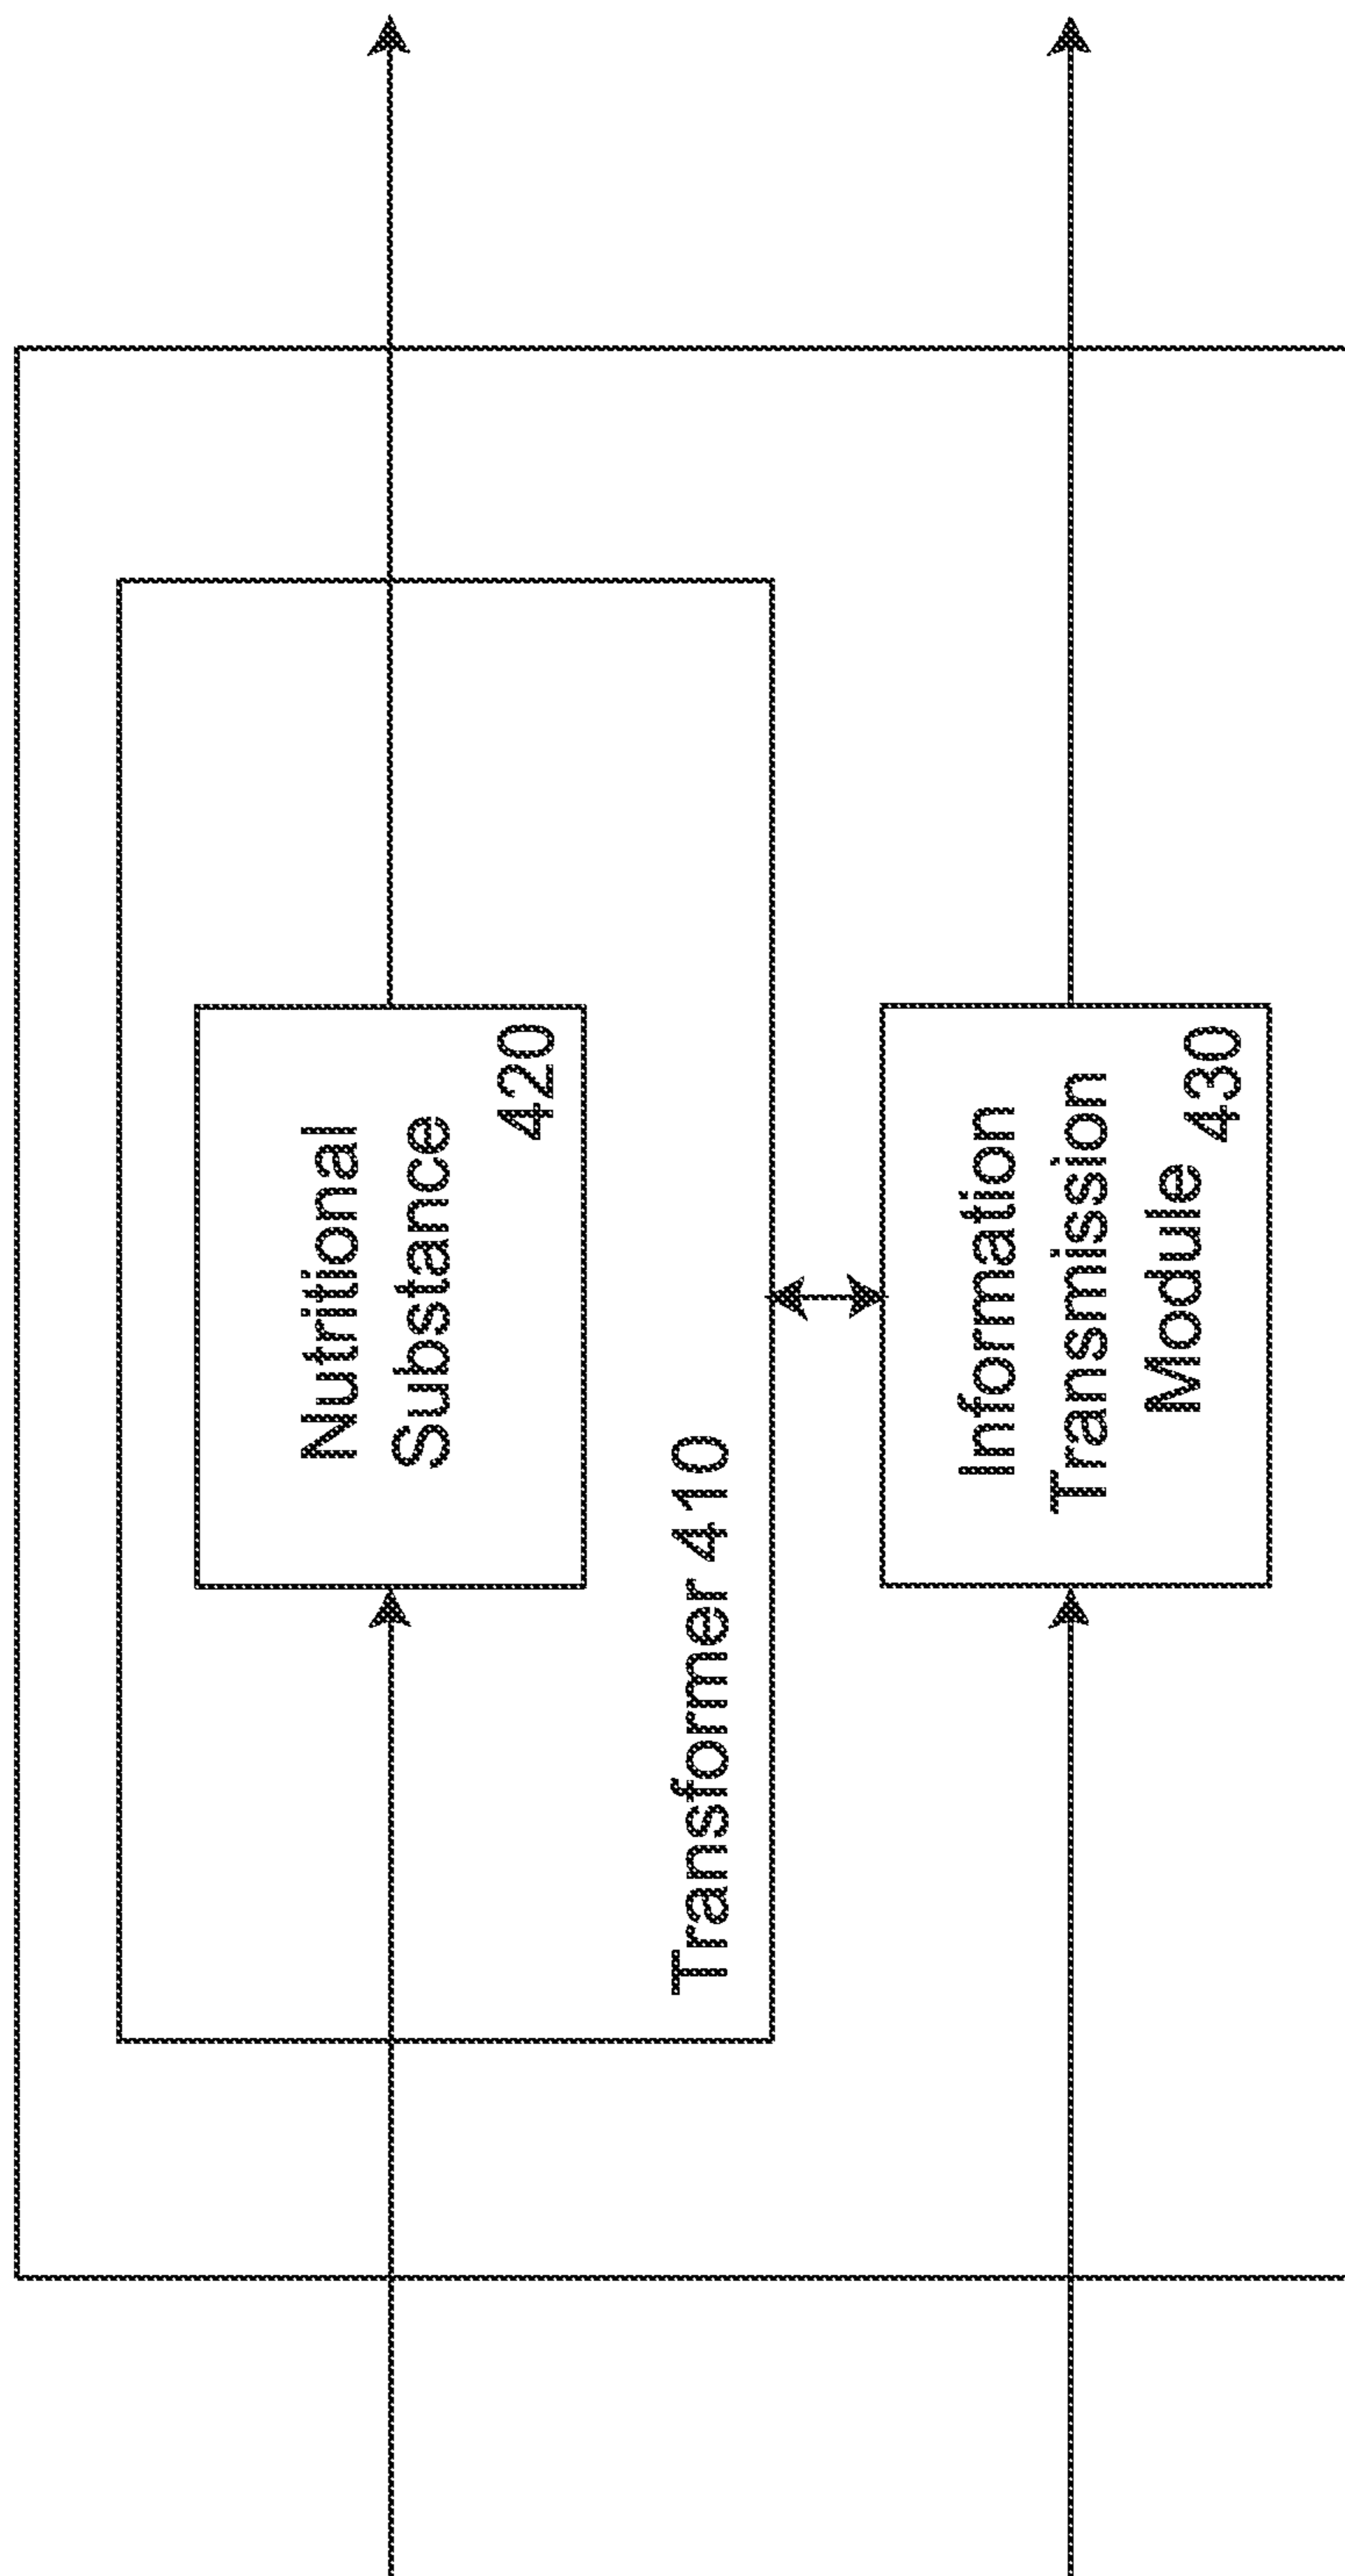 Nutritional
Substance
420
Transformer 410
Information
Transmission
Module 430